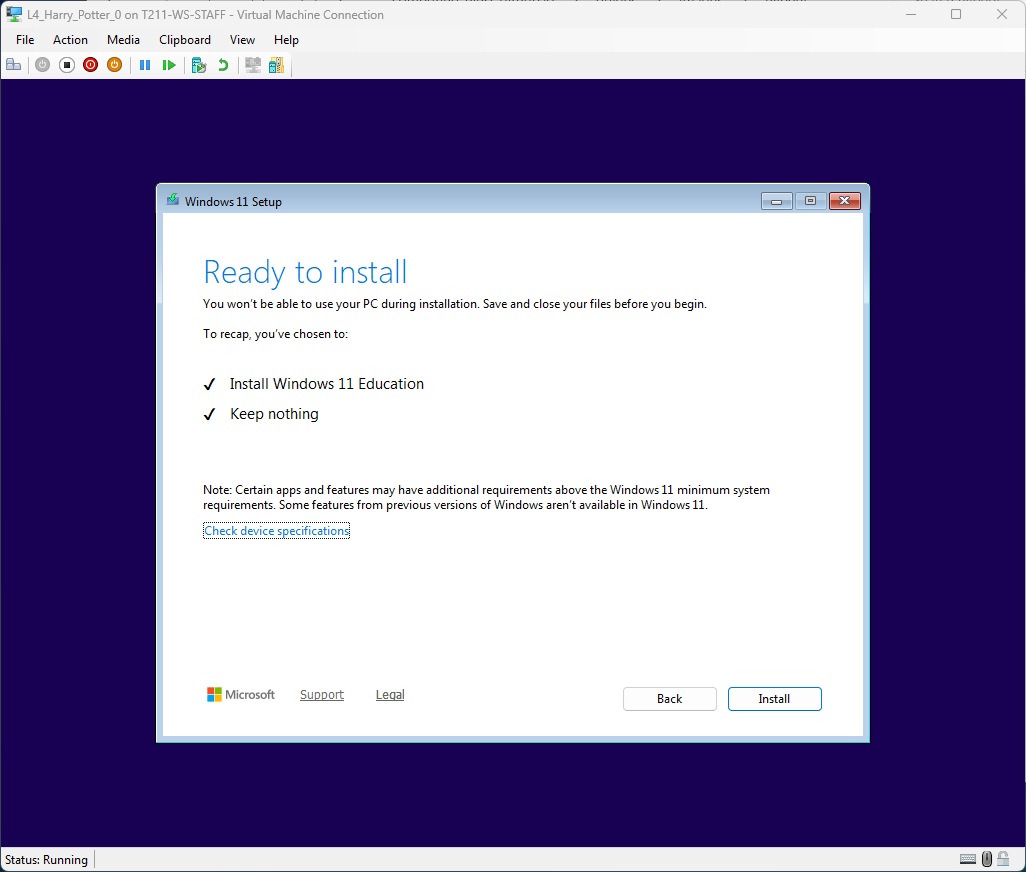 L4_Harry_Potter_0 on T211-WS-STAFF - Virtual Machine Connection
File Action Media Clipboard View Help
Windows 11 Setup
Ready to install
You won't be able to use your PC during installation. Save and close your files before you begin.
To recap, you've chosen to:
✓ Install Windows 11 Education
✓ Keep nothing
Note: Certain apps and features may have additional requirements above the Windows 11 minimum system
requirements. Some features from previous versions of Windows aren't available in Windows 11.
Check device specifications
Microsoft Support Legal Back Install
Status: Running